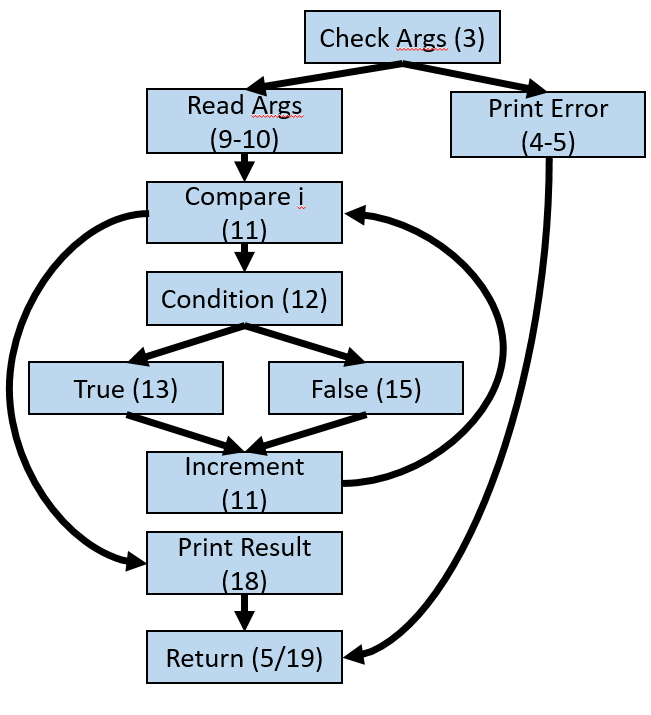 Check Args (3)
Read Args
(9-10)
Print Error
(4-5)
Compare i
(11)
Condition (12)
True (13)
False (15)
Increment
(11)
Print Result
(18)
Return (5/19)